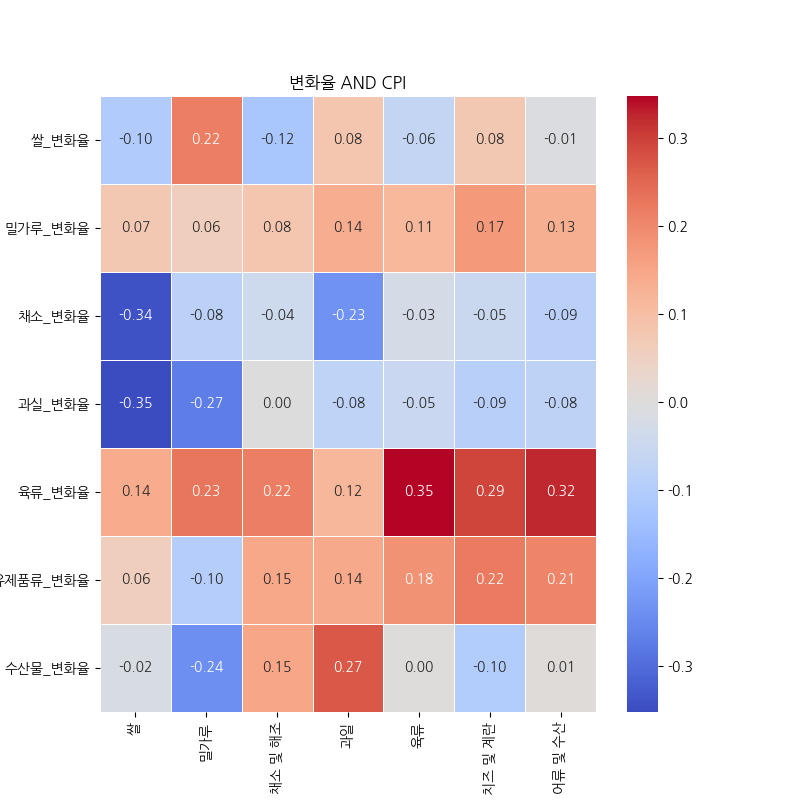 변화율 AND CPI
쌀_변화율 -0.10 0.22 -0.12 0.08 -0.06 0.08 -0.01
밀가루_변화율 0.07 0.06 0.08 0.14 0.11 0.17 0.13
채소_변화율 -0.34 -0.08 -0.04 -0.23 -0.03 -0.05 -0.09
과실_변화율 -0.35 -0.27 0.00 -0.08 -0.05 -0.09 -0.08
육류_변화율 0.14 0.23 0.22 0.12 0.35 0.29 0.32
유제품류_변화율 0.06 -0.10 0.15 0.14 0.18 0.22 0.21
수산물_변화율 -0.02 -0.24 0.15 0.27 0.00 -0.10 0.01
쌀
밀가루
채소 및 해조
과일
육류
치즈 및 계란
어류 및 수산
0.3
0.2
0.1
0.0
-0.1
-0.2
-0.3